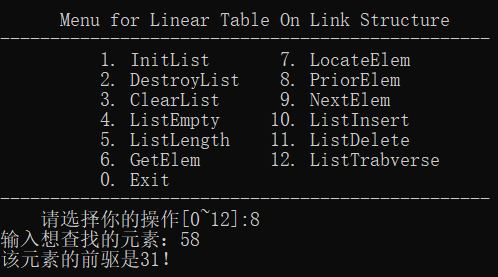 Menu for Linear Table On Link Structure
-------------------------------------------------
1. InitList 7. LocateElem
2. DestroyList 8. PriorElem
3. ClearList 9. NextElem
4. ListEmpty 10. ListInsert
5. ListLength 11. ListDelete
6. GetElem 12. ListTrabverse
0. Exit
-------------------------------------------------
请选择你的操作[0~12]:8
输入想查找的元素：58
该元素的前驱是31！